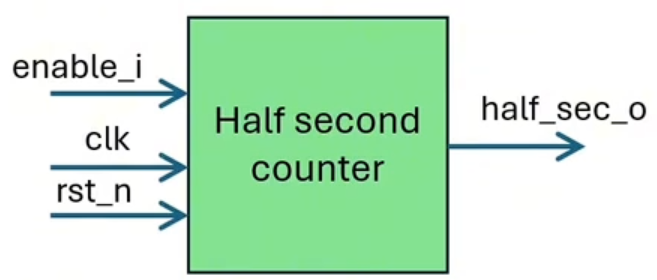 enable_i
clk
rst_n
Half second
counter
half_sec_o